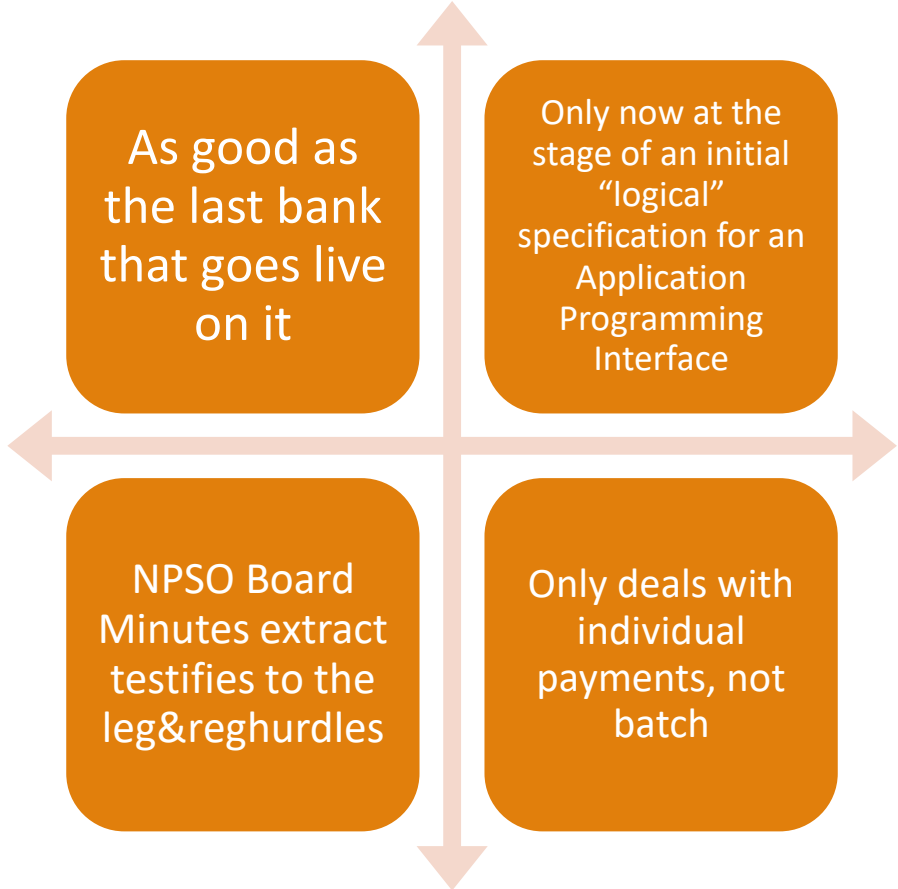 As good as
the last bank
that goes live
on it
Only now at the
stage of an initial
“logical”
specification for an
Application
Programming
Interface
NPSO Board
Minutes extract
testifies to the
leg&reghurdles
Only deals with
individual
payments, not
batch